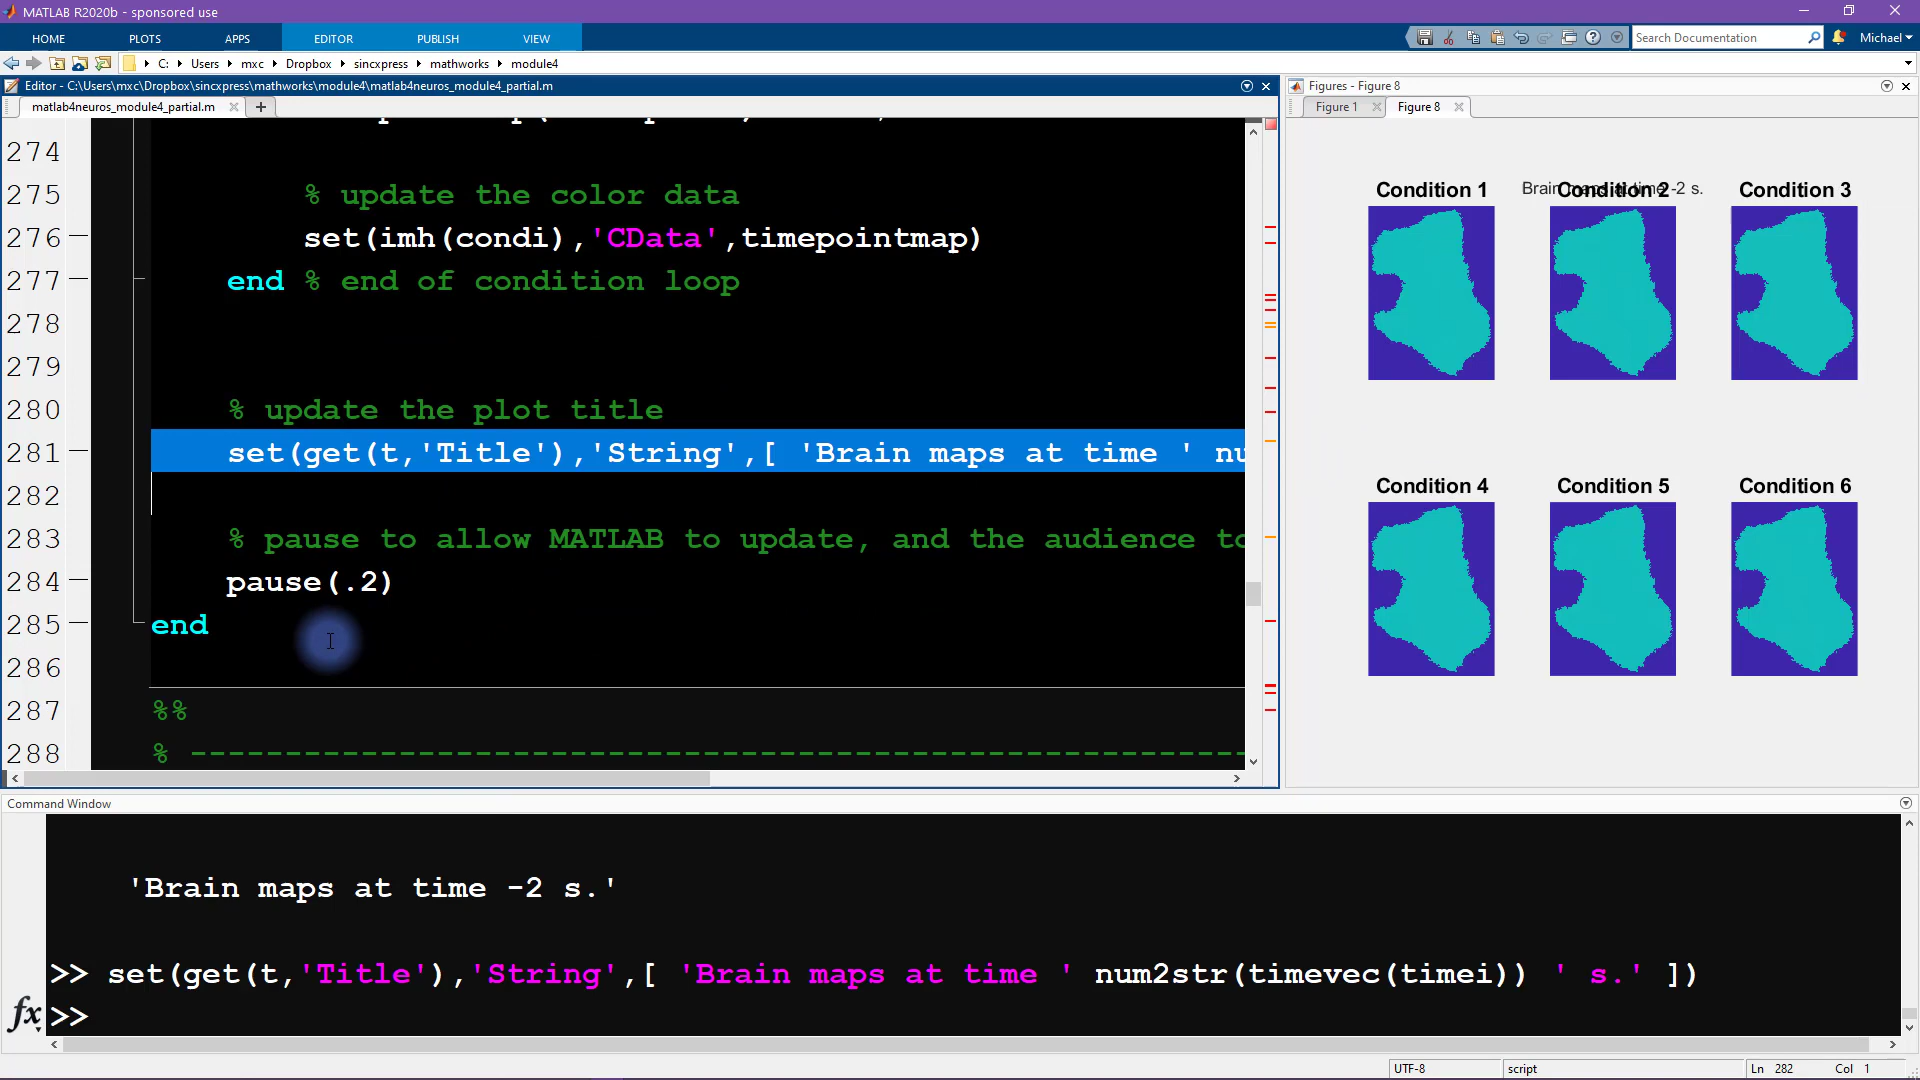 MATLAB R2020b - sponsored use
HOME PLOTS APPS EDITOR PUBLISH VIEW
Search Documentation
Michael
C: Users mxc Dropbox sincxpress mathworks module4
Editor - C:\Users\mxc\Dropbox\sincxpress\mathworks\module4\matlab4neuros_module4_partial.m
matlab4neuros_module4_partial.m
274
275 % update the color data
276 set(imh(condi),'CData',timepointmap)
277 end % end of condition loop
278
279
280 % update the plot title
281 set(get(t,'Title'),'String',[ 'Brain maps at time ' nu
282
283 % pause to allow MATLAB to update, and the audience to
284 pause(.2)
285 end
286
287 %%
288 % -------------------------------------------------------
Figures - Figure 8
Figure 1 Figure 8
Brain maps at time -2 s.
Condition 1 Condition 2 Condition 3
Condition 4 Condition 5 Condition 6
Command Window
'Brain maps at time -2 s.'
>> set(get(t,'Title'),'String',[ 'Brain maps at time ' num2str(timevec(timei)) ' s.' ])
fx >>
UTF-8 script Ln 282 Col 1